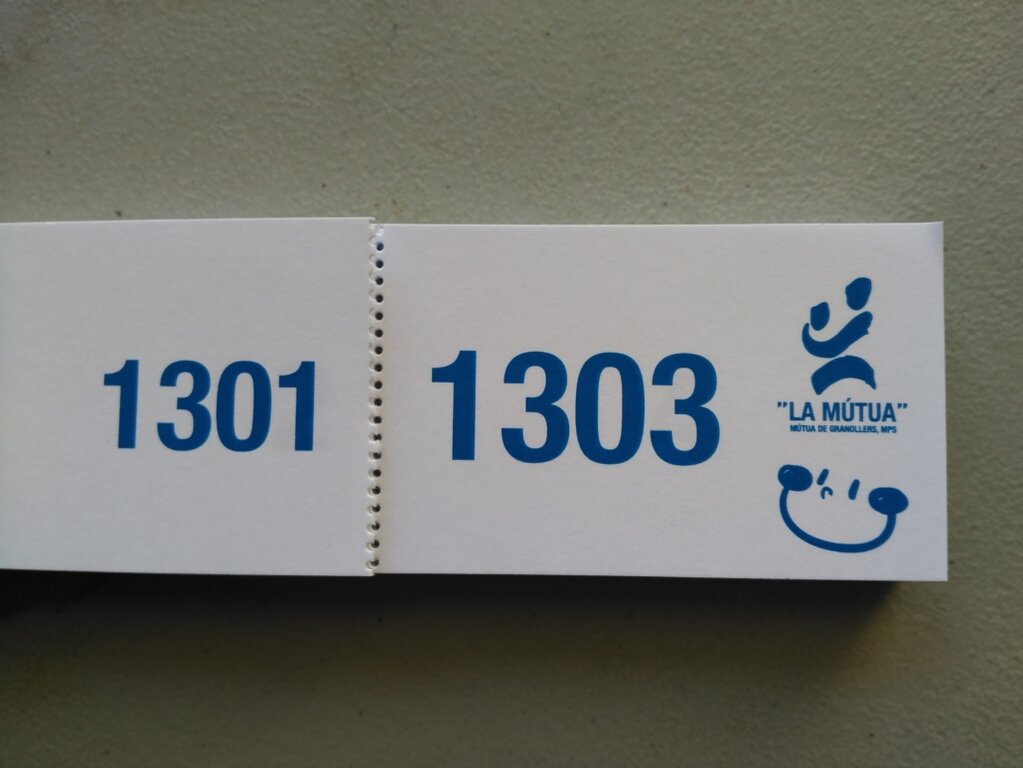 1301
1303
"LA MÚTUA"
MÚTUA DE GRANOLLERS, MPS